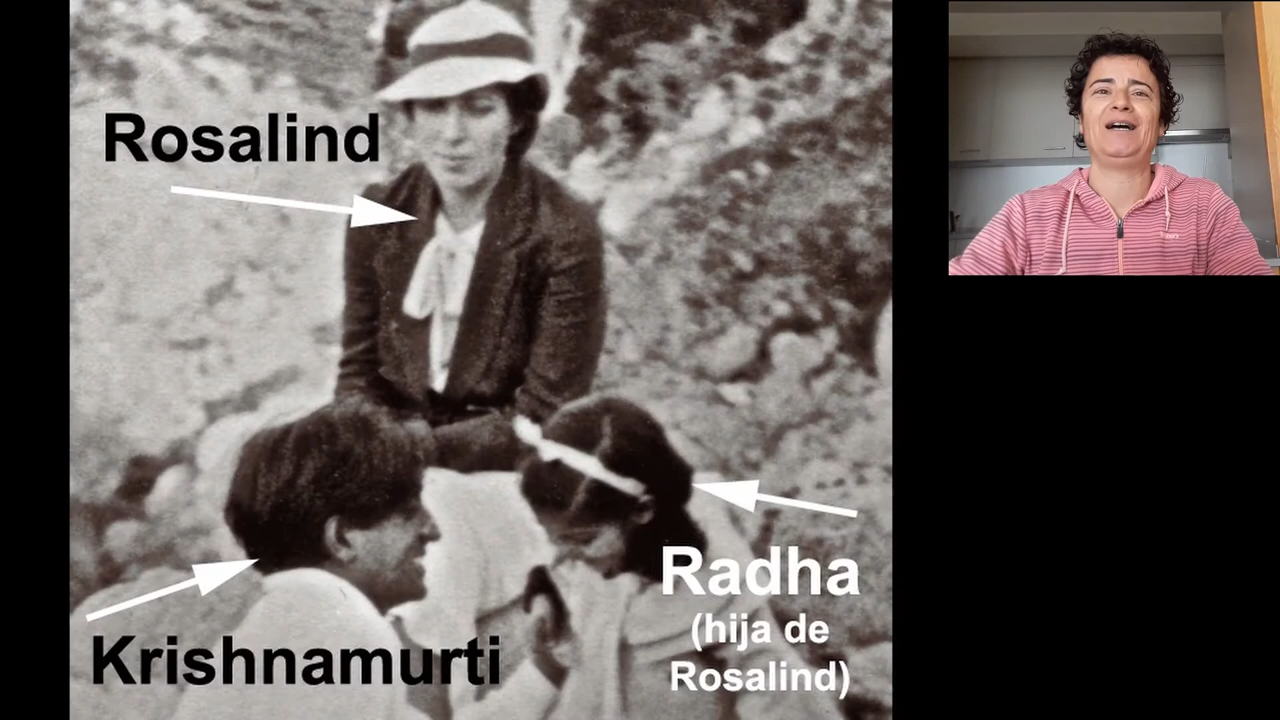 Rosalind
Krishnamurti
Radha
(hija de
Rosalind)